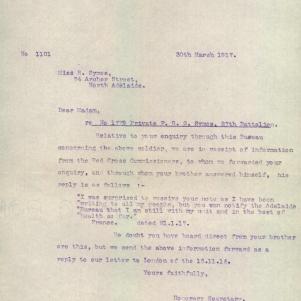 No 1101
30th March 1917.
Miss R. Symes,
Archer Street,
North Adelaide.
Dear Madam,
re No 1779 Private P. G. G. Symes, 27th Battalion.
Relative to your enquiry through this Bureau
concerning the above soldier, we are in receipt of information
from the Red Cross Commissioners, to whom we forwarded your
enquiry, and through whom your brother answered himself, his
reply is as follows :-
"I was surprised to receive your note as I have been
"writing to all my people, but you can notify the Adelaide
"Bureau that I am still with my unit and in the best of
"health so far."
France. dated 21.1.17.
No doubt you have heard direct from your brother
ere this, but we send the above information forward as a
reply to our letter to London of the 16.11.16.
Yours faithfully,
Honorary Secretary.